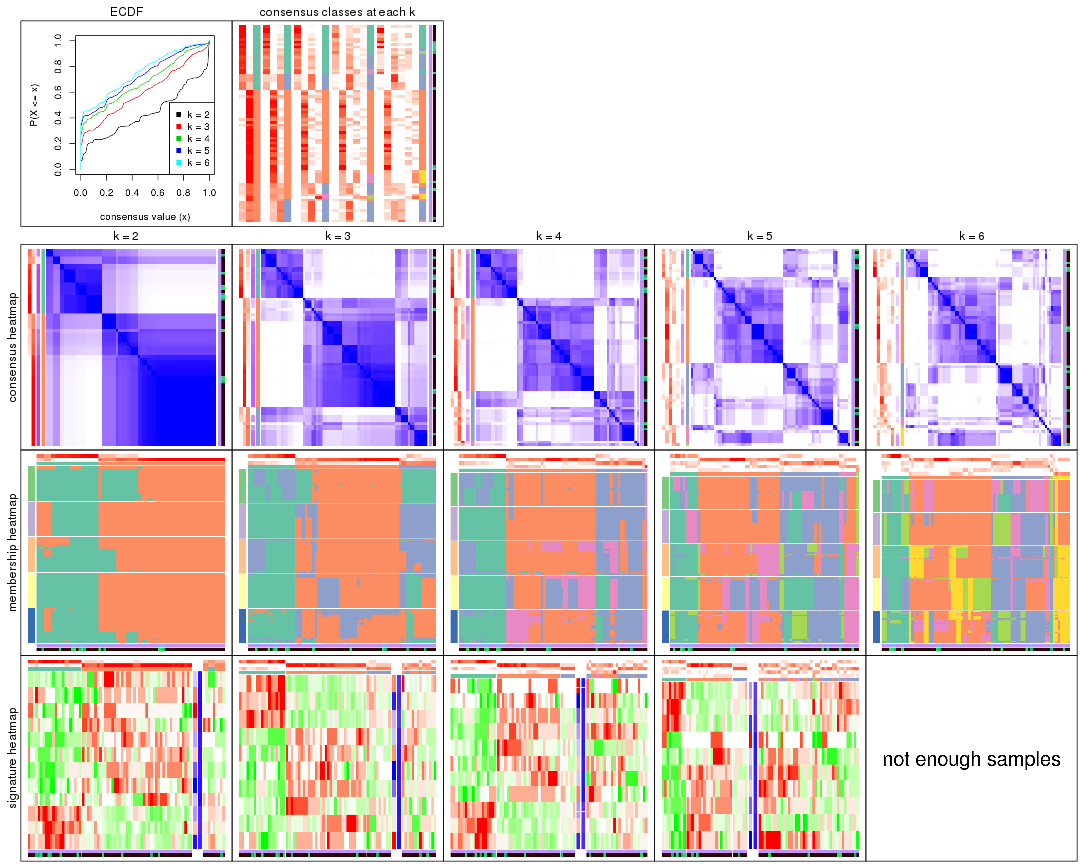 ECDF
consensus classes at each k
P(X <= x)
0.0 0.2 0.4 0.6 0.8 1.0
0.0 0.2 0.4 0.6 0.8 1.0
consensus value (x)
k = 2
k = 3
k = 4
k = 5
k = 6
k = 2
k = 3
k = 4
k = 5
k = 6
consensus heatmap
membership heatmap
signature heatmap
not enough samples